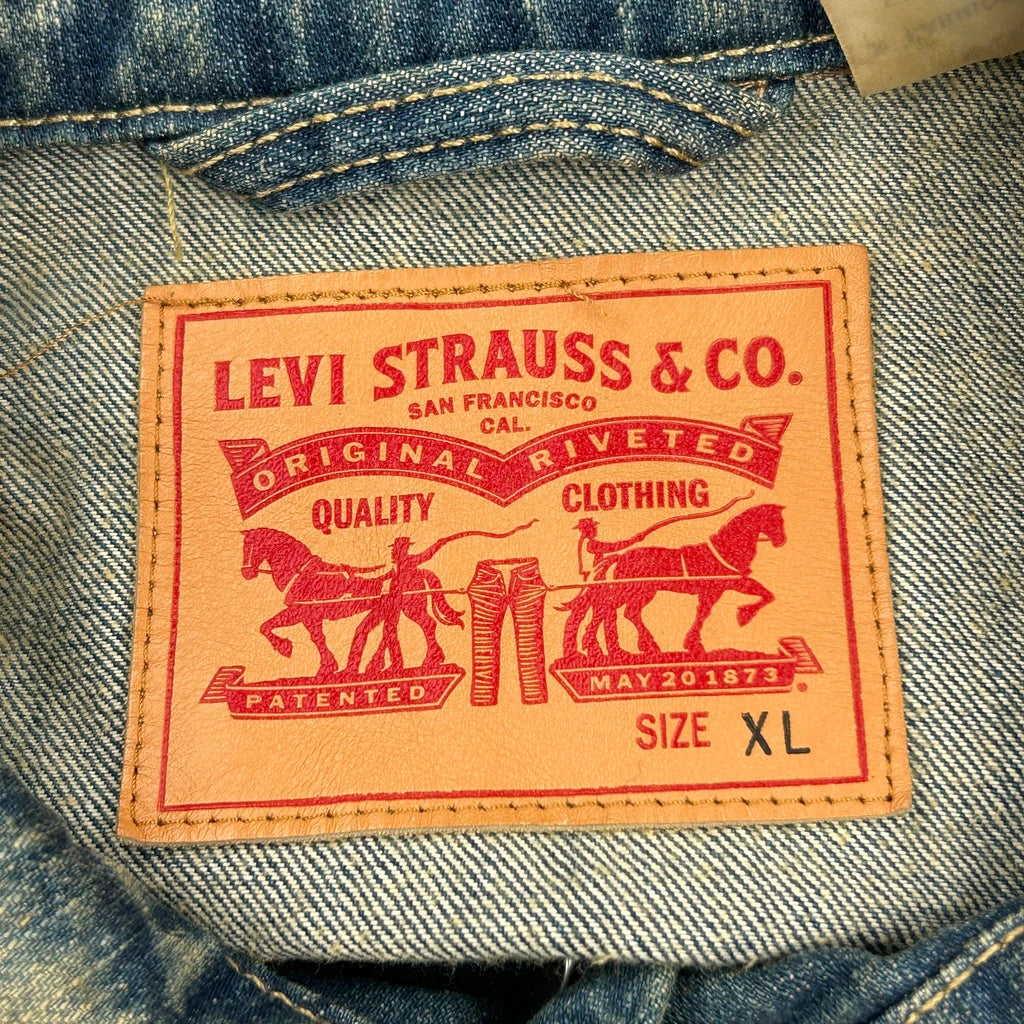 LEVI STRAUSS & CO.
SAN FRANCISCO
CAL.
ORIGINAL RIVETED
QUALITY CLOTHING
PATENTED MAY 20 1873
SIZE XL